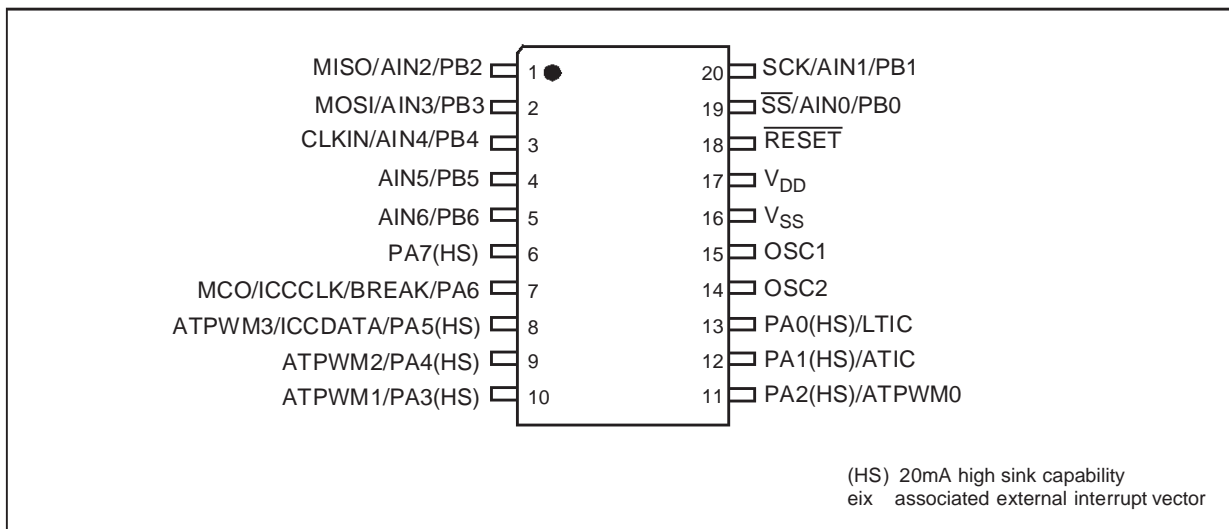 MISO/AIN2/PB2 1 20 SCK/AIN1/PB1
MOSI/AIN3/PB3 2 19 S̅S̅/AIN0/PB0
CLKIN/AIN4/PB4 3 18 R̅E̅S̅E̅T̅
AIN5/PB5 4 17 VDD
AIN6/PB6 5 16 VSS
PA7(HS) 6 15 OSC1
MCO/ICCCLK/BREAK/PA6 7 14 OSC2
ATPWM3/ICCDATA/PA5(HS) 8 13 PA0(HS)/LTIC
ATPWM2/PA4(HS) 9 12 PA1(HS)/ATIC
ATPWM1/PA3(HS) 10 11 PA2(HS)/ATPWM0
(HS) 20mA high sink capability
eix associated external interrupt vector